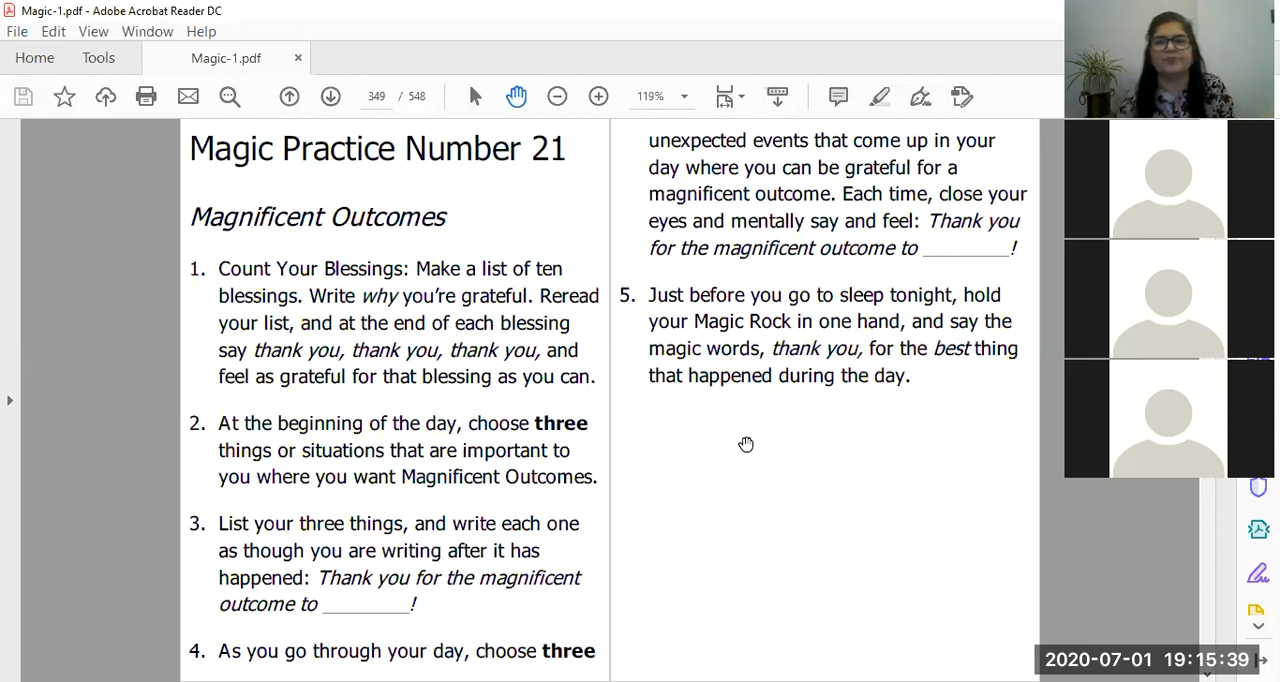 Magic-1.pdf - Adobe Acrobat Reader DC
File Edit View Window Help
Home Tools Magic-1.pdf ×
349 / 548 119%
Magic Practice Number 21
Magnificent Outcomes
1. Count Your Blessings: Make a list of ten
blessings. Write why you’re grateful. Reread
your list, and at the end of each blessing
say thank you, thank you, thank you, and
feel as grateful for that blessing as you can.
2. At the beginning of the day, choose three
things or situations that are important to
you where you want Magnificent Outcomes.
3. List your three things, and write each one
as though you are writing after it has
happened: Thank you for the magnificent
outcome to _________!
4. As you go through your day, choose three
unexpected events that come up in your
day where you can be grateful for a
magnificent outcome. Each time, close your
eyes and mentally say and feel: Thank you
for the magnificent outcome to _________!
5. Just before you go to sleep tonight, hold
your Magic Rock in one hand, and say the
magic words, thank you, for the best thing
that happened during the day.
2020-07-01 19:15:39